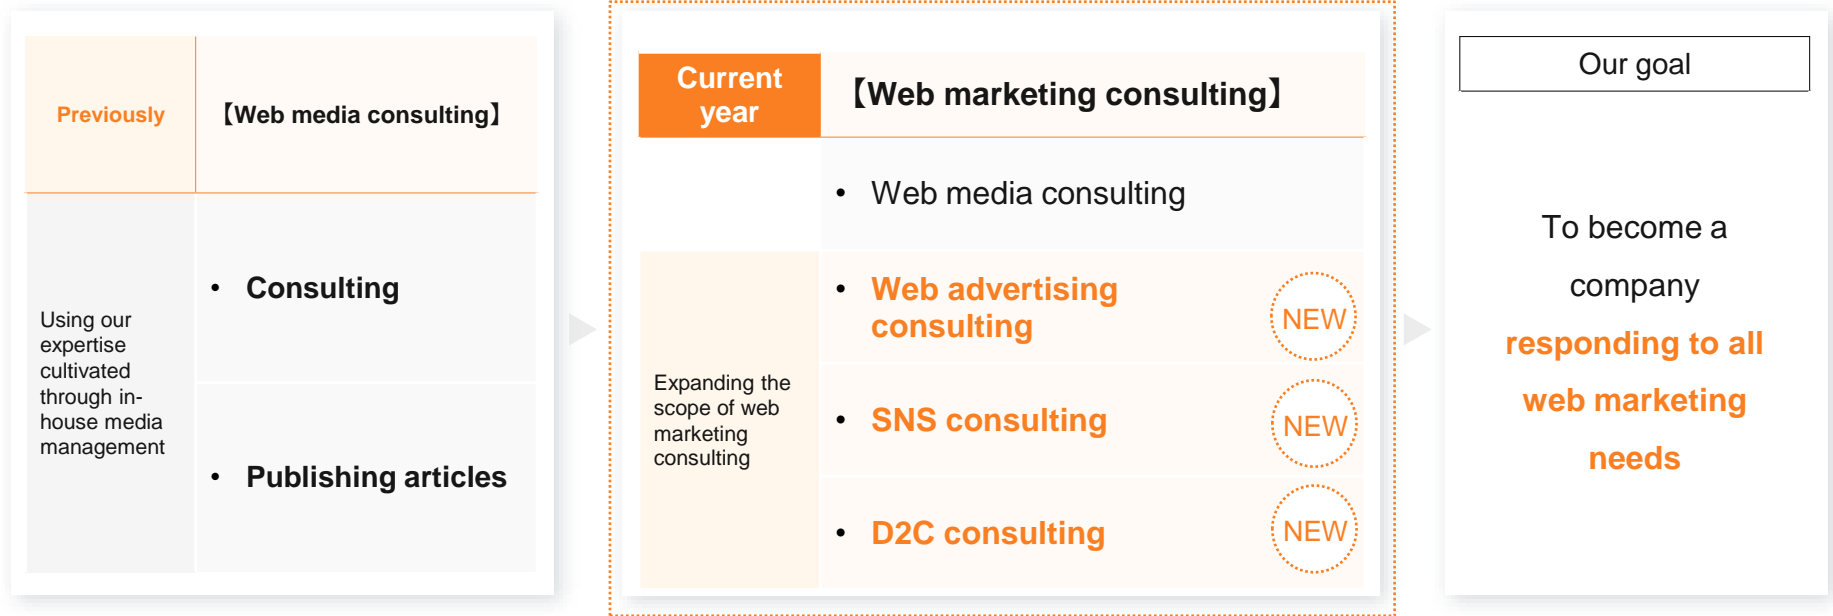 Previously
【Web media consulting】
Using our
expertise
cultivated
through in-
house media
management
• Consulting
• Publishing articles
Current
year
【Web marketing consulting】
• Web media consulting
Expanding the
scope of web
marketing
consulting
• Web advertising
consulting
NEW
• SNS consulting
NEW
• D2C consulting
NEW
Our goal
To become a
company
responding to all
web marketing
needs